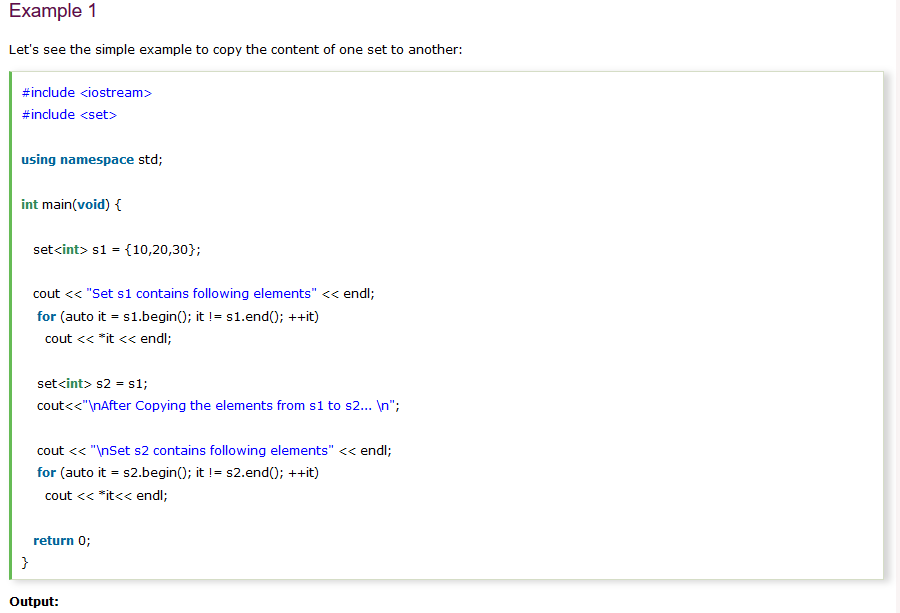 Example 1
Let's see the simple example to copy the content of one set to another:
#include <iostream>
#include <set>
using namespace std;
int main(void) {
set<int> s1 = {10,20,30};
cout << "Set s1 contains following elements" << endl;
for (auto it = s1.begin(); it != s1.end(); ++it)
cout << *it << endl;
set<int> s2 = s1;
cout<<"\nAfter Copying the elements from s1 to s2... \n";
cout << "\nSet s2 contains following elements" << endl;
for (auto it = s2.begin(); it != s2.end(); ++it)
cout << *it<< endl;
return 0;
}
Output: